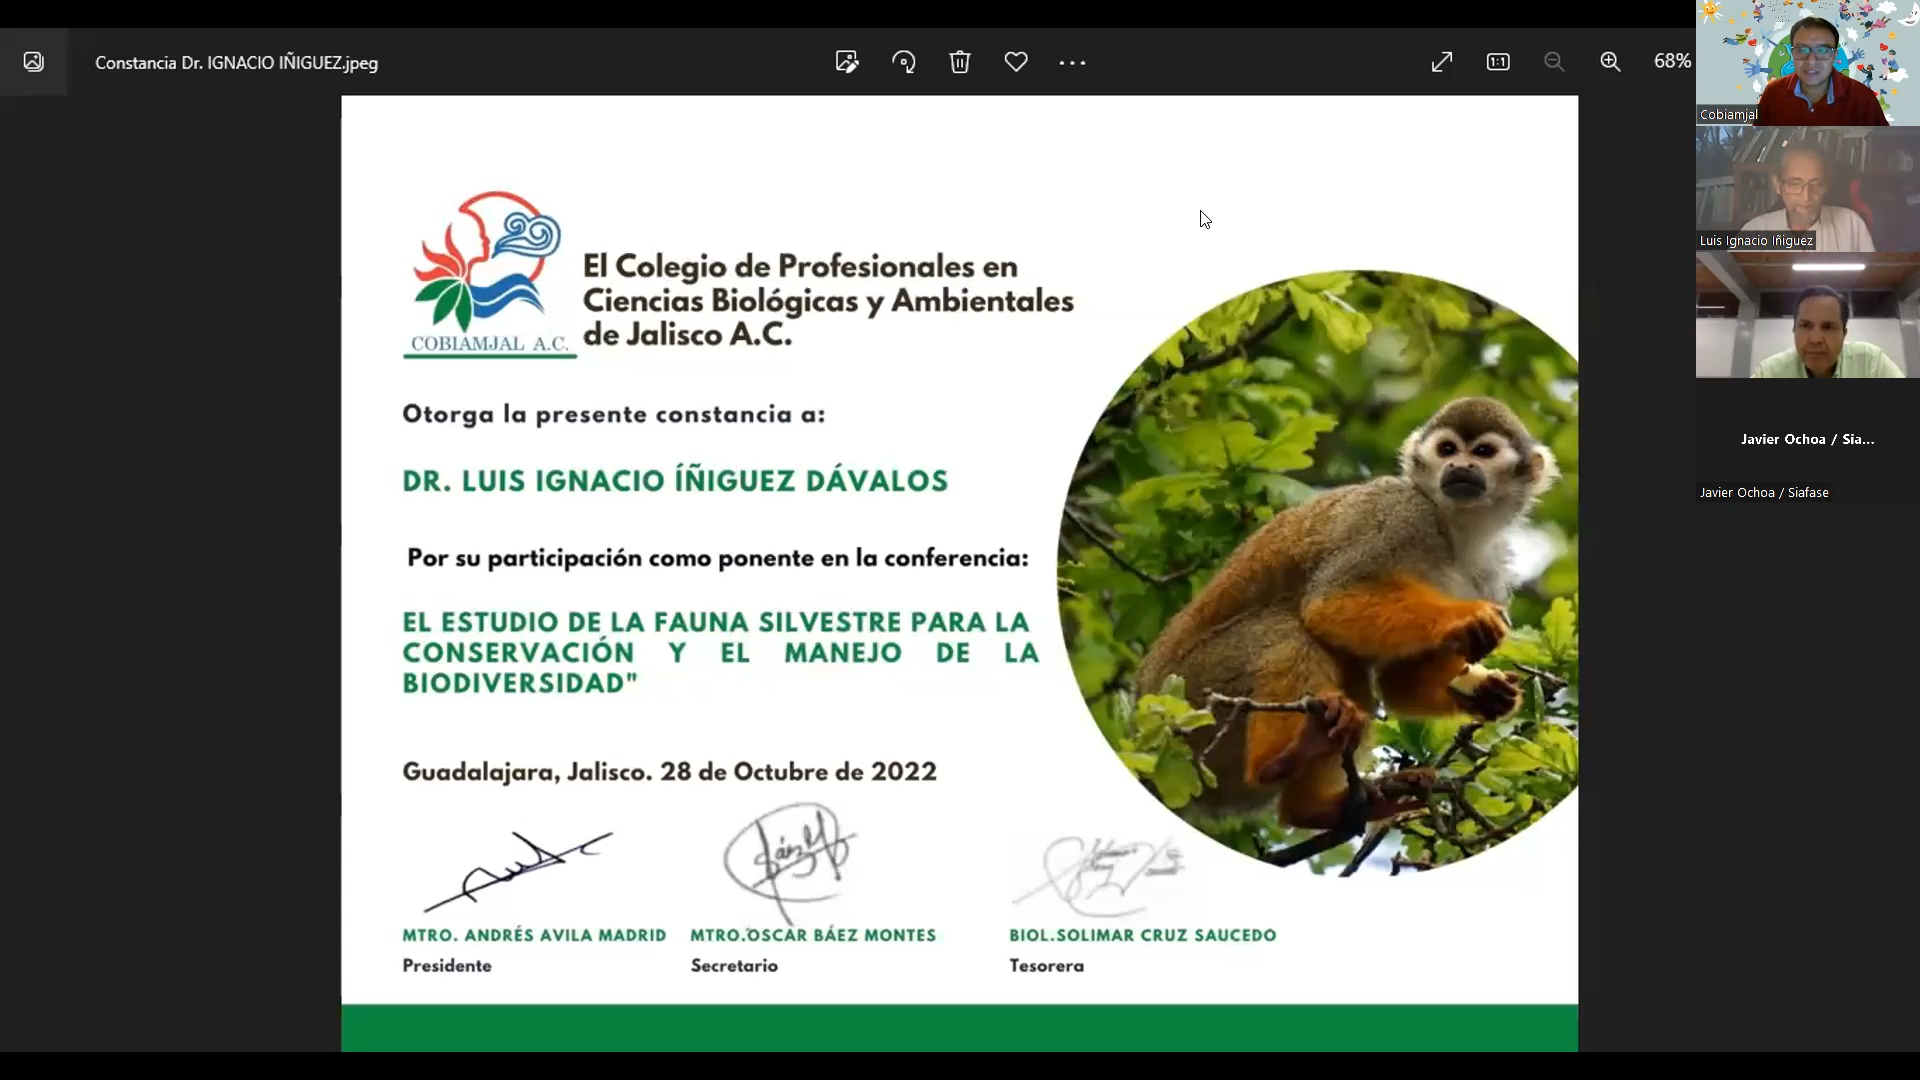 Constancia Dr. IGNACIO IÑIGUEZ.jpeg
1:1
68%
Cobiamjal
Luis Ignacio Iñiguez
Javier Ochoa / Sia...
Javier Ochoa / Siafase
COBIAMJAL A.C.
El Colegio de Profesionales en
Ciencias Biológicas y Ambientales
de Jalisco A.C.
Otorga la presente constancia a:
DR. LUIS IGNACIO ÍÑIGUEZ DÁVALOS
Por su participación como ponente en la conferencia:
EL ESTUDIO DE LA FAUNA SILVESTRE PARA LA
CONSERVACIÓN Y EL MANEJO DE LA
BIODIVERSIDAD"
Guadalajara, Jalisco. 28 de Octubre de 2022
MTRO. ANDRÉS AVILA MADRID
Presidente
MTRO.OSCAR BÁEZ MONTES
Secretario
BIOL.SOLIMAR CRUZ SAUCEDO
Tesorera